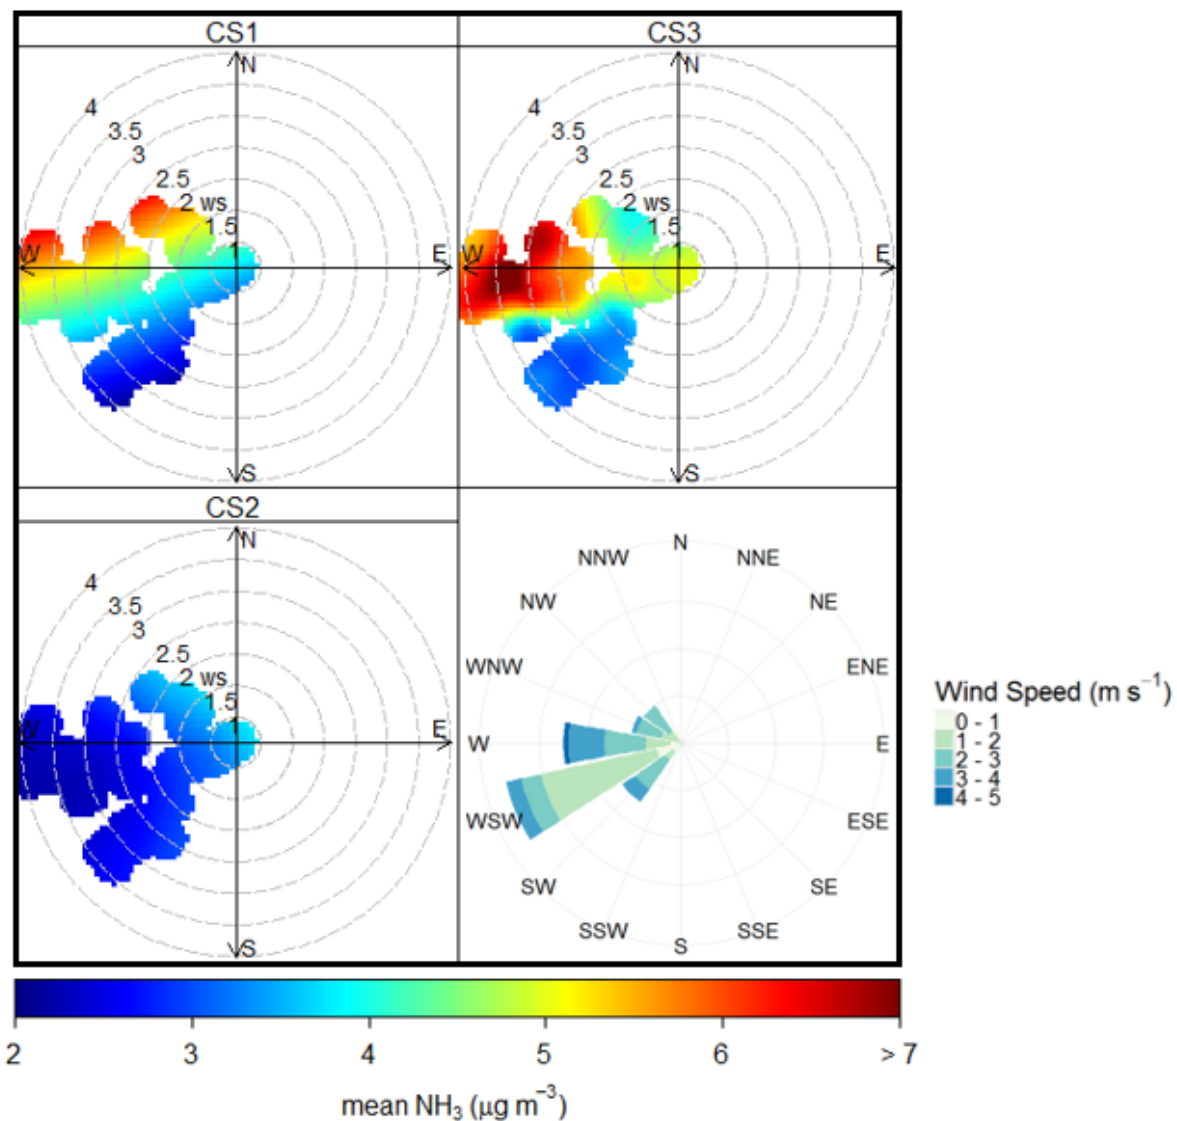 CS1
N
4
3.5
3
2.5
2 ws
1.5
1
W
E
S
CS3
N
4
3.5
3
2.5
2 ws
1.5
1
W
E
S
CS2
N
4
3.5
3
2.5
2 ws
1.5
1
W
E
S
N
NNW
NNE
NW
NE
WNW
ENE
W
E
WSW
ESE
SW
SE
SSW
SSE
S
Wind Speed (m s⁻¹)
0 - 1
1 - 2
2 - 3
3 - 4
4 - 5
2 3 4 5 6 > 7
mean NH₃ (µg m⁻³)